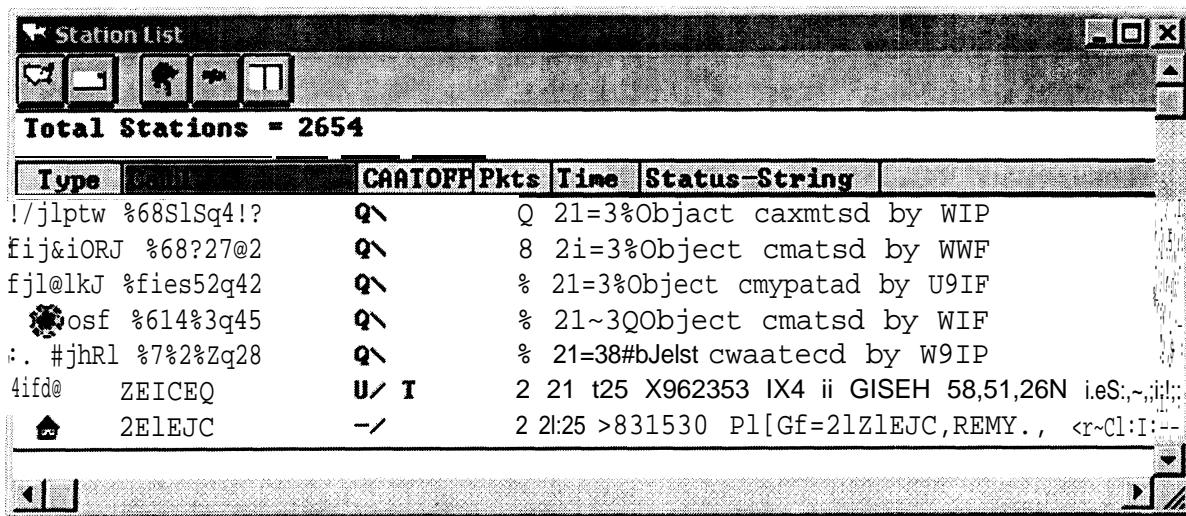 Station List
Total Stations = 2654
Type CAATOFP Pkts Time Status-String
!/jlptw %68SlSq4!? Q\ Q 21=3%Objact caxmtsd by WIP
fij&iORJ %68?27@2 Q\ 8 2i=3%Object cmatsd by WWF
fjl@lkJ %fies52q42 Q\ % 21=3%Object cmypatad by U9IF
osf %614%3q45 Q\ % 21~3QObject cmatsd by WIF
:. #jhRl %7%2%Zq28 Q\ % 21=38#bJelst cwaatecd by W9IP
4ifd@ ZEICEQ U/ T 2 21 t25 X962353 IX4 ii GISEH 58,51,26N
2ElEJC -/ 2 2l:25 >831530 Pl[Gf=2lZlEJC,REMY.,